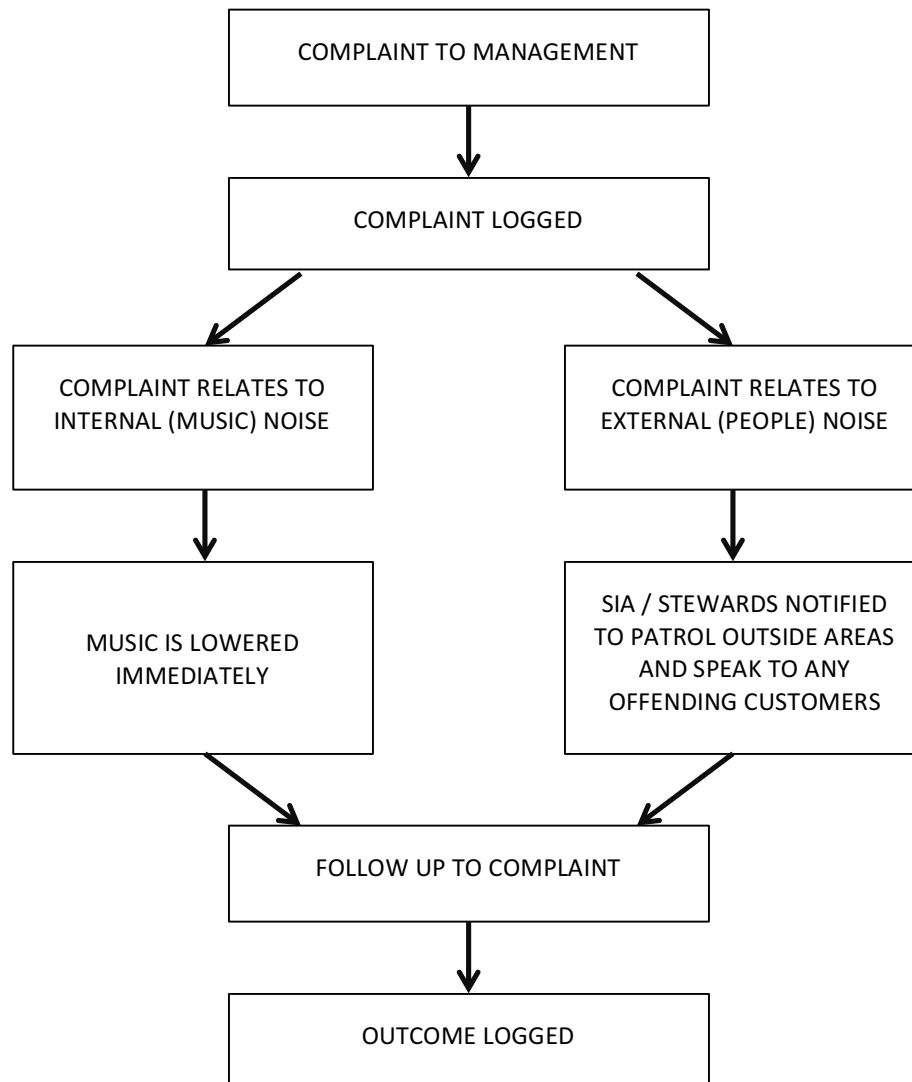 COMPLAINT TO MANAGEMENT
COMPLAINT LOGGED
COMPLAINT RELATES TO
INTERNAL (MUSIC) NOISE
COMPLAINT RELATES TO
EXTERNAL (PEOPLE) NOISE
MUSIC IS LOWERED
IMMEDIATELY
SIA / STEWARDS NOTIFIED
TO PATROL OUTSIDE AREAS
AND SPEAK TO ANY
OFFENDING CUSTOMERS
FOLLOW UP TO COMPLAINT
OUTCOME LOGGED